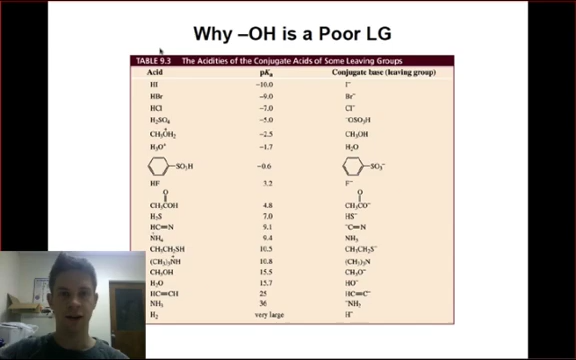 Why –OH is a Poor LG
TABLE 9.3 The Acidities of the Conjugate Acids of Some Leaving Groups
Acid pKa Conjugate base (leaving group)
HI –10.0 I⁻
HBr –9.0 Br⁻
HCl –7.0 Cl⁻
H₂SO₄ –5.0 ⁻OSO₃H
CH₃OH₂ –2.5 CH₃OH
H₃O⁺ –1.7 H₂O
SO₃H –0.6 SO₃⁻
HF 3.2 F⁻
O O
CH₃COH 4.8 CH₃CO⁻
H₂S 7.0 HS⁻
HC≡N 9.1 ⁻C≡N
NH₄ 9.4 NH₃
CH₃CH₂SH 10.5 CH₃CH₂S⁻
(CH₃)₃NH 10.8 (CH₃)₃N
CH₃OH 15.5 CH₃O⁻
H₂O 15.7 HO⁻
HC≡CH 25 HC≡C⁻
NH₃ 36 ⁻NH₂
H₂ very large H⁻